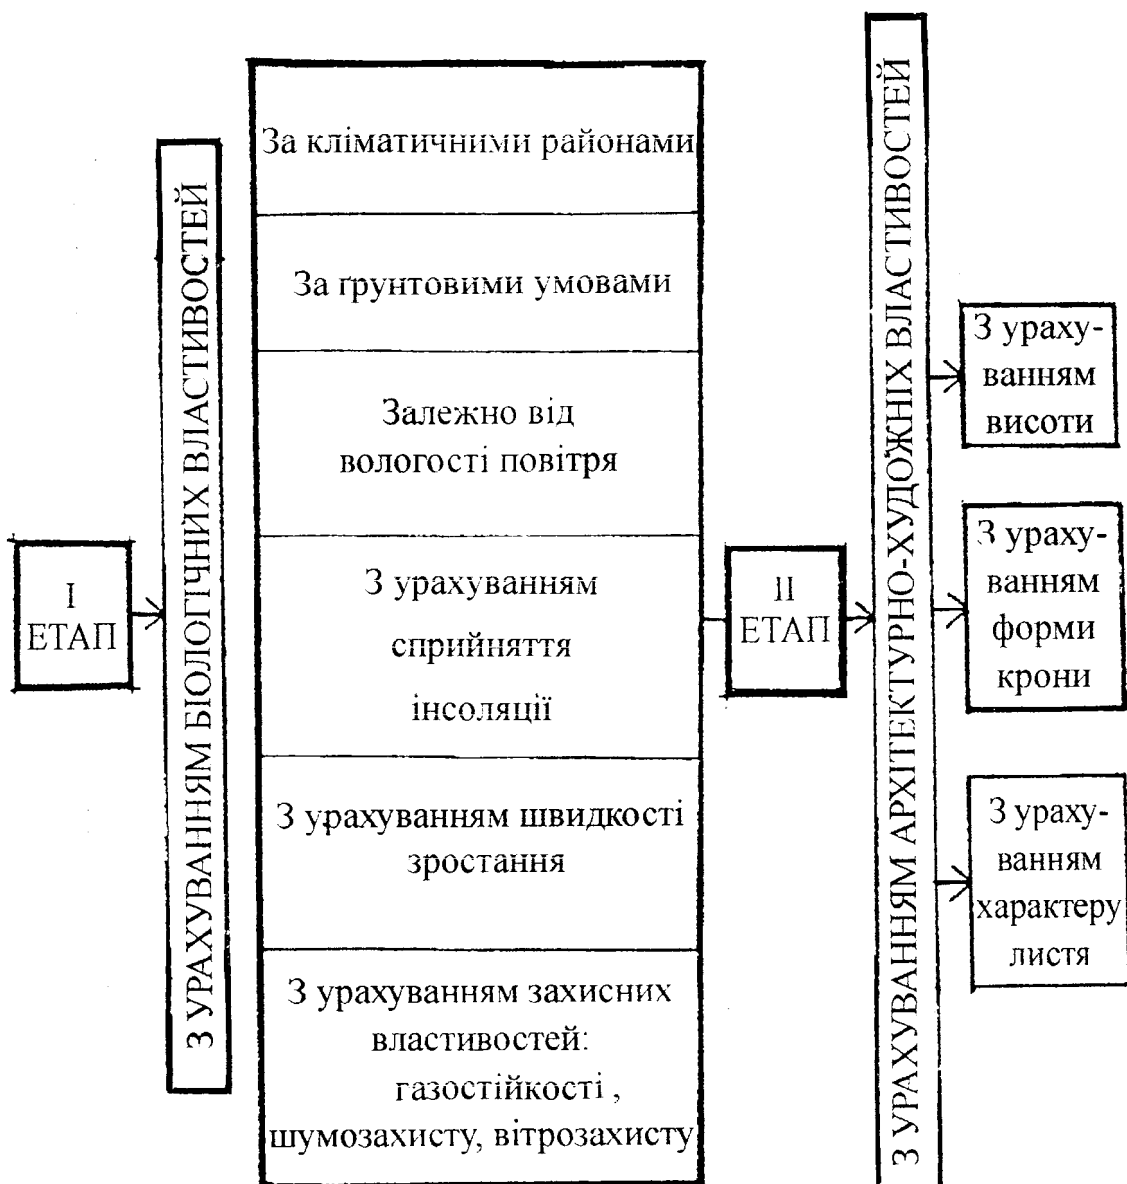 І
ЕТАП
З УРАХУВАННЯМ БІОЛОГІЧНИХ ВЛАСТИВОСТЕЙ
За кліматичними районами
За ґрунтовими умовами
Залежно від
вологості повітря
З урахуванням
сприйняття
інсоляції
З урахуванням швидкості
зростання
З урахуванням захисних
властивостей:
газостійкості ,
шумозахисту, вітрозахисту
ІІ
ЕТАП
З УРАХУВАННЯМ АРХІТЕКТУРНО-ХУДОЖНІХ ВЛАСТИВОСТЕЙ
Зураху-
ванням
висоти
З ураху-
ванням
форми
крони
З ураху-
ванням
характеру
листя